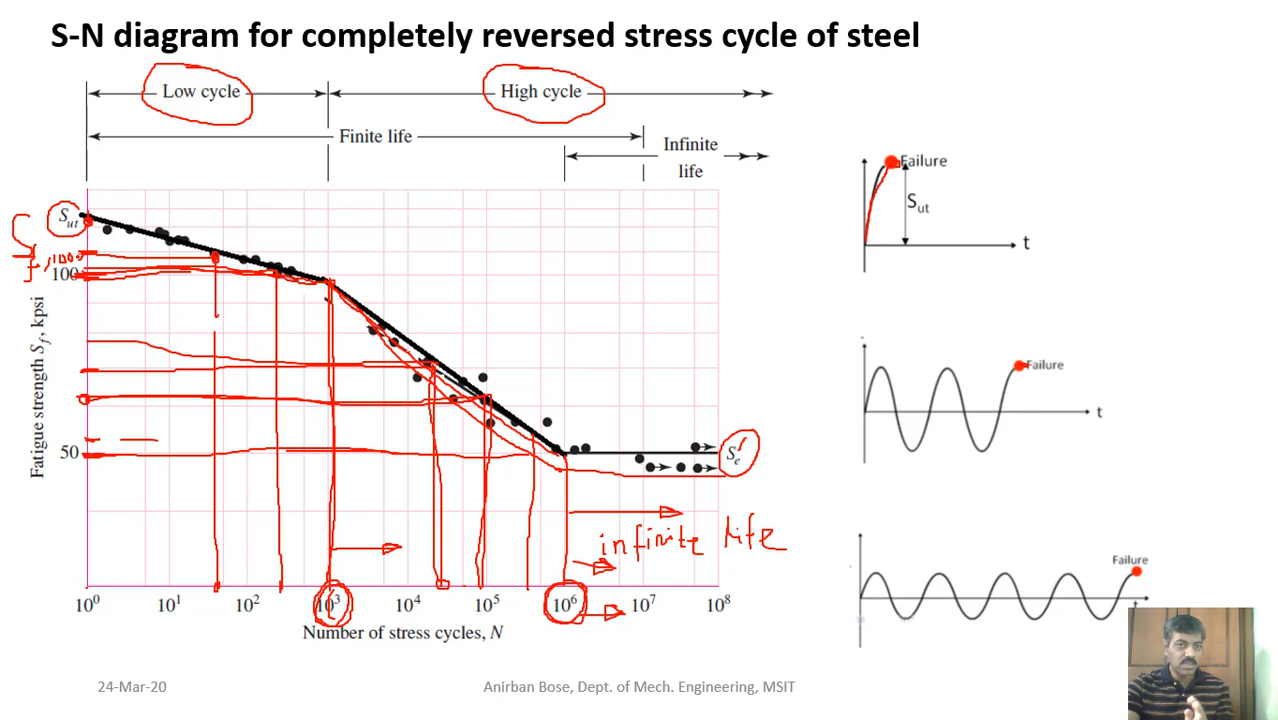 S-N diagram for completely reversed stress cycle of steel
Low cycle
High cycle
Finite life
Infinite
life
Sut
Sf,100
100
50
Fatigue strength Sf, kpsi
S'e
infinite life
10^0 10^1 10^2 10^3 10^4 10^5 10^6 10^7 10^8
Number of stress cycles, N
Failure
Sut
t
Failure
t
Failure
t
24-Mar-20
Anirban Bose, Dept. of Mech. Engineering, MSIT